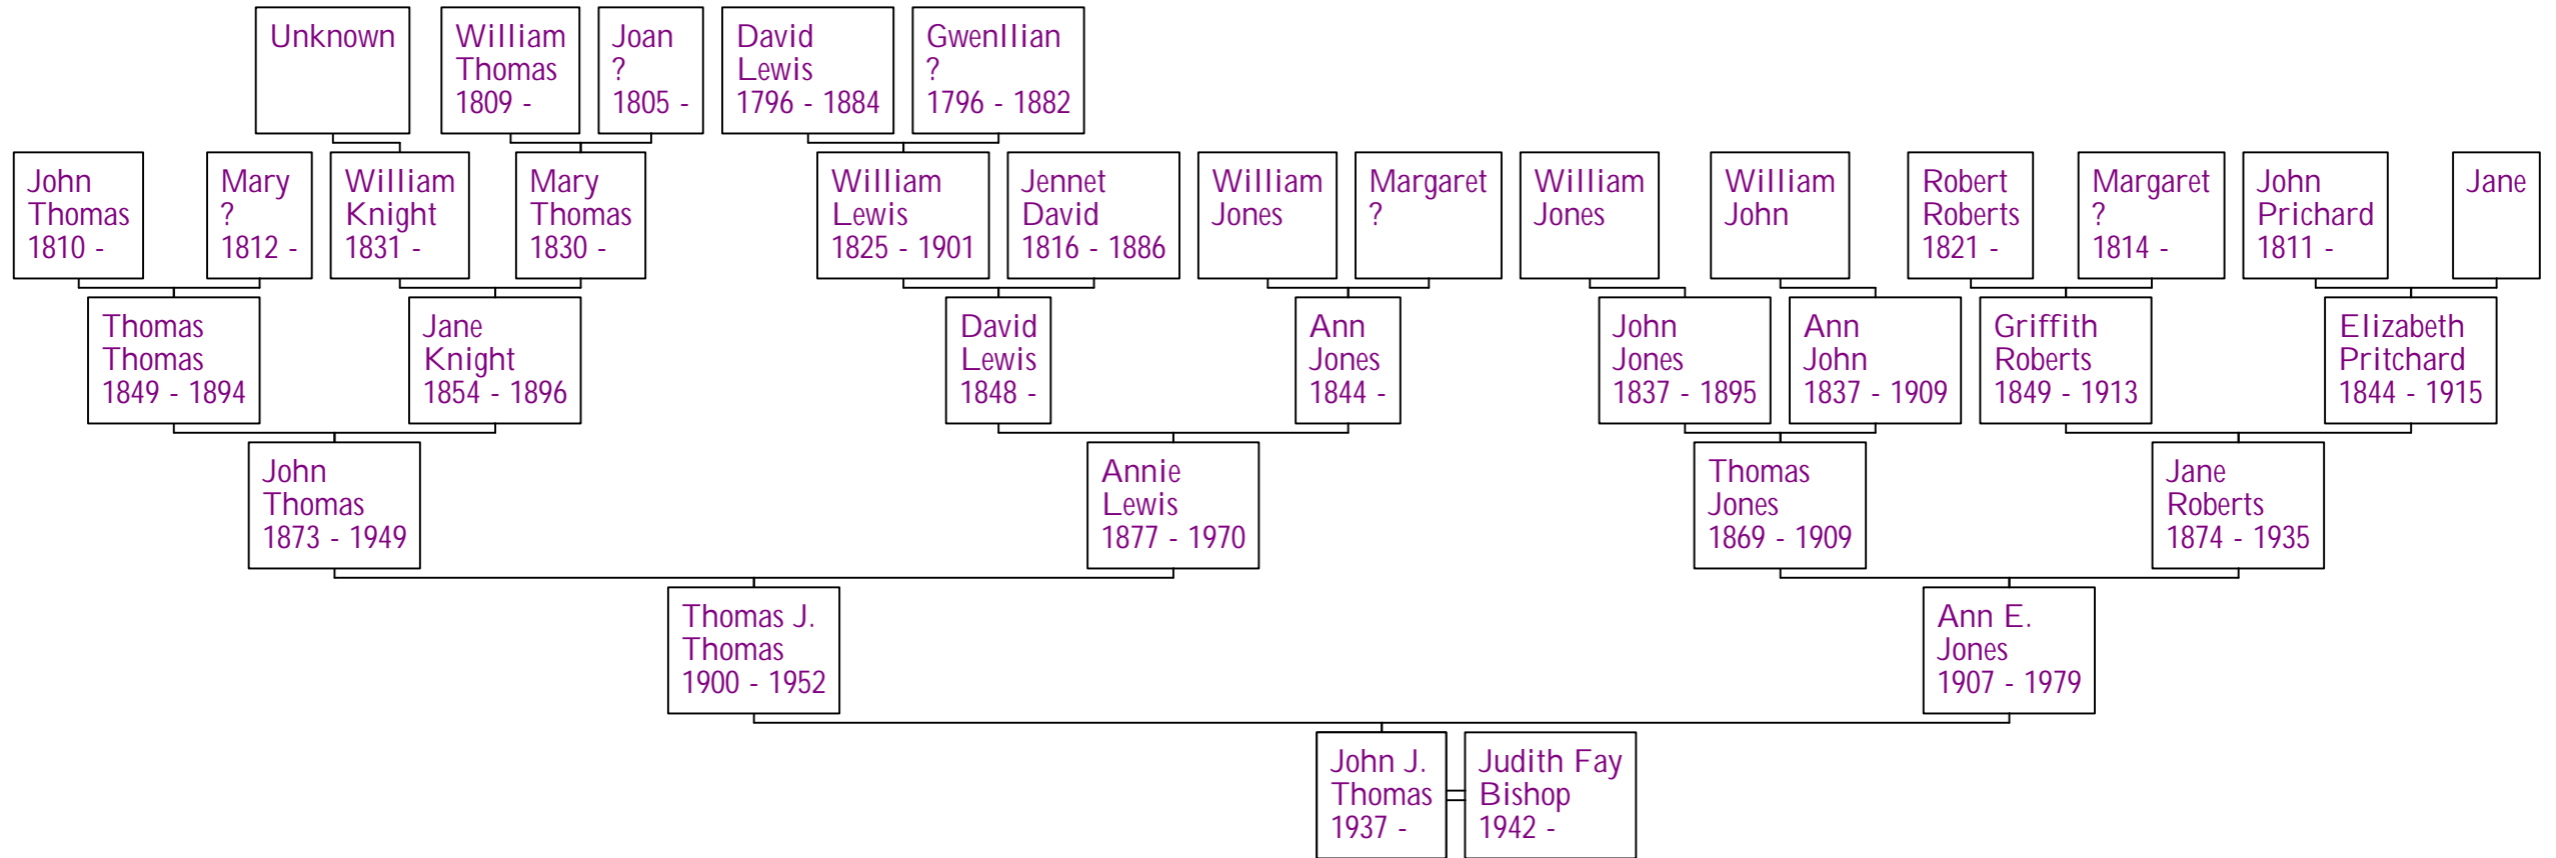 Unknown
William
Thomas
1809 -
Joan
?
1805 -
David
Lewis
1796 - 1884
Gwenllian
?
1796 - 1882
John
Thomas
1810 -
Mary
?
1812 -
William
Knight
1831 -
Mary
Thomas
1830 -
William
Lewis
1825 - 1901
Jennet
David
1816 - 1886
William
Jones
Margaret
?
William
Jones
William
John
Robert
Roberts
1821 -
Margaret
?
1814 -
John
Prichard
1811 -
Jane
Thomas
Thomas
1849 - 1894
Jane
Knight
1854 - 1896
David
Lewis
1848 -
Ann
Jones
1844 -
John
Jones
1837 - 1895
Ann
John
1837 - 1909
Griffith
Roberts
1849 - 1913
Elizabeth
Pritchard
1844 - 1915
John
Thomas
1873 - 1949
Annie
Lewis
1877 - 1970
Thomas
Jones
1869 - 1909
Jane
Roberts
1874 - 1935
Thomas J.
Thomas
1900 - 1952
Ann E.
Jones
1907 - 1979
John J.
Thomas
1937 -
Judith Fay
Bishop
1942 -